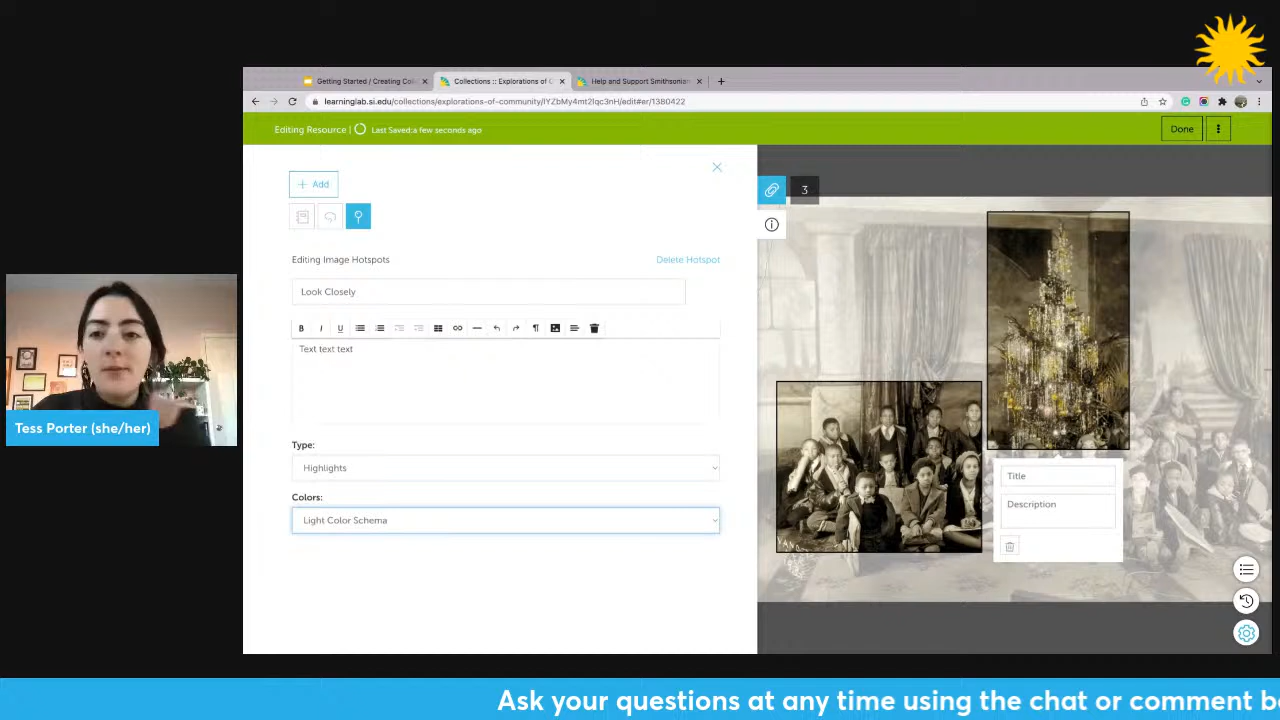 Getting Started / Creating Coll
Collections :: Explorations of C
Help and Support Smithsonian
learninglab.si.edu/collections/explorations-of-community/IYZbMy4mt2lqc3nH/edit#er/1380422
Editing Resource | Last Saved:a few seconds ago
Done
+ Add
3
Editing Image Hotspots
Delete Hotspot
Look Closely
B I U
Text text text
Type:
Highlights
Colors:
Light Color Schema
Title
Description
Tess Porter (she/her)
Ask your questions at any time using the chat or comment b